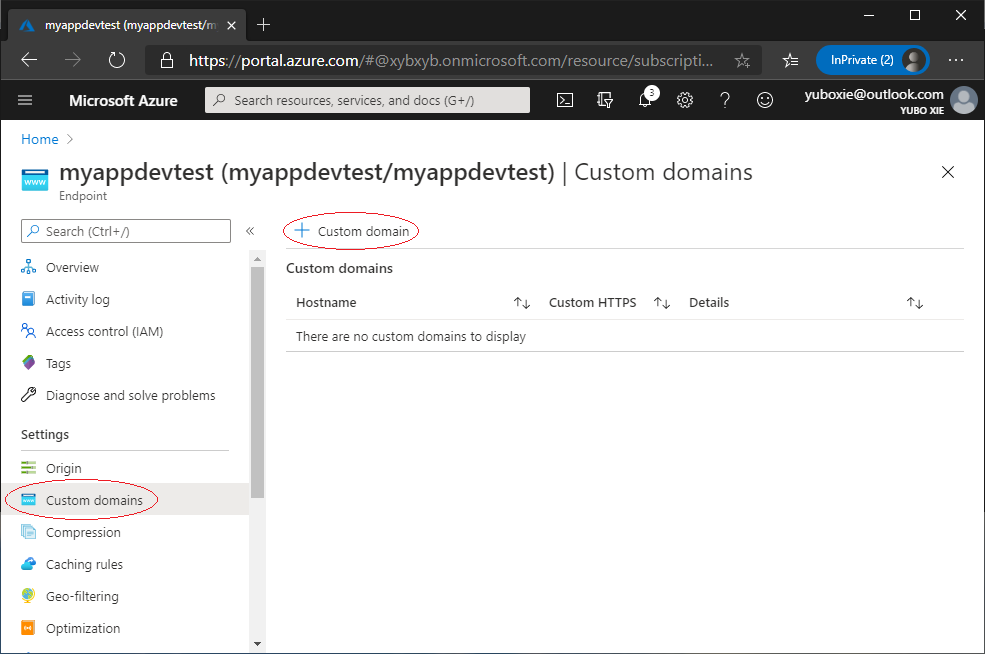 myappdevtest (myappdevtest/m
https://portal.azure.com/#@xybxyb.onmicrosoft.com/resource/subscripti...
InPrivate (2)
Microsoft Azure
Search resources, services, and docs (G+/)
3
yuboxie@outlook.com
YUBO XIE
Home
myappdevtest (myappdevtest/myappdevtest) | Custom domains
www
Endpoint
Search (Ctrl+/)
Custom domain
Overview
Activity log
Access control (IAM)
Tags
Diagnose and solve problems
Settings
Origin
Custom domains
Compression
Caching rules
Geo-filtering
Optimization
Custom domains
Hostname Custom HTTPS Details
There are no custom domains to display